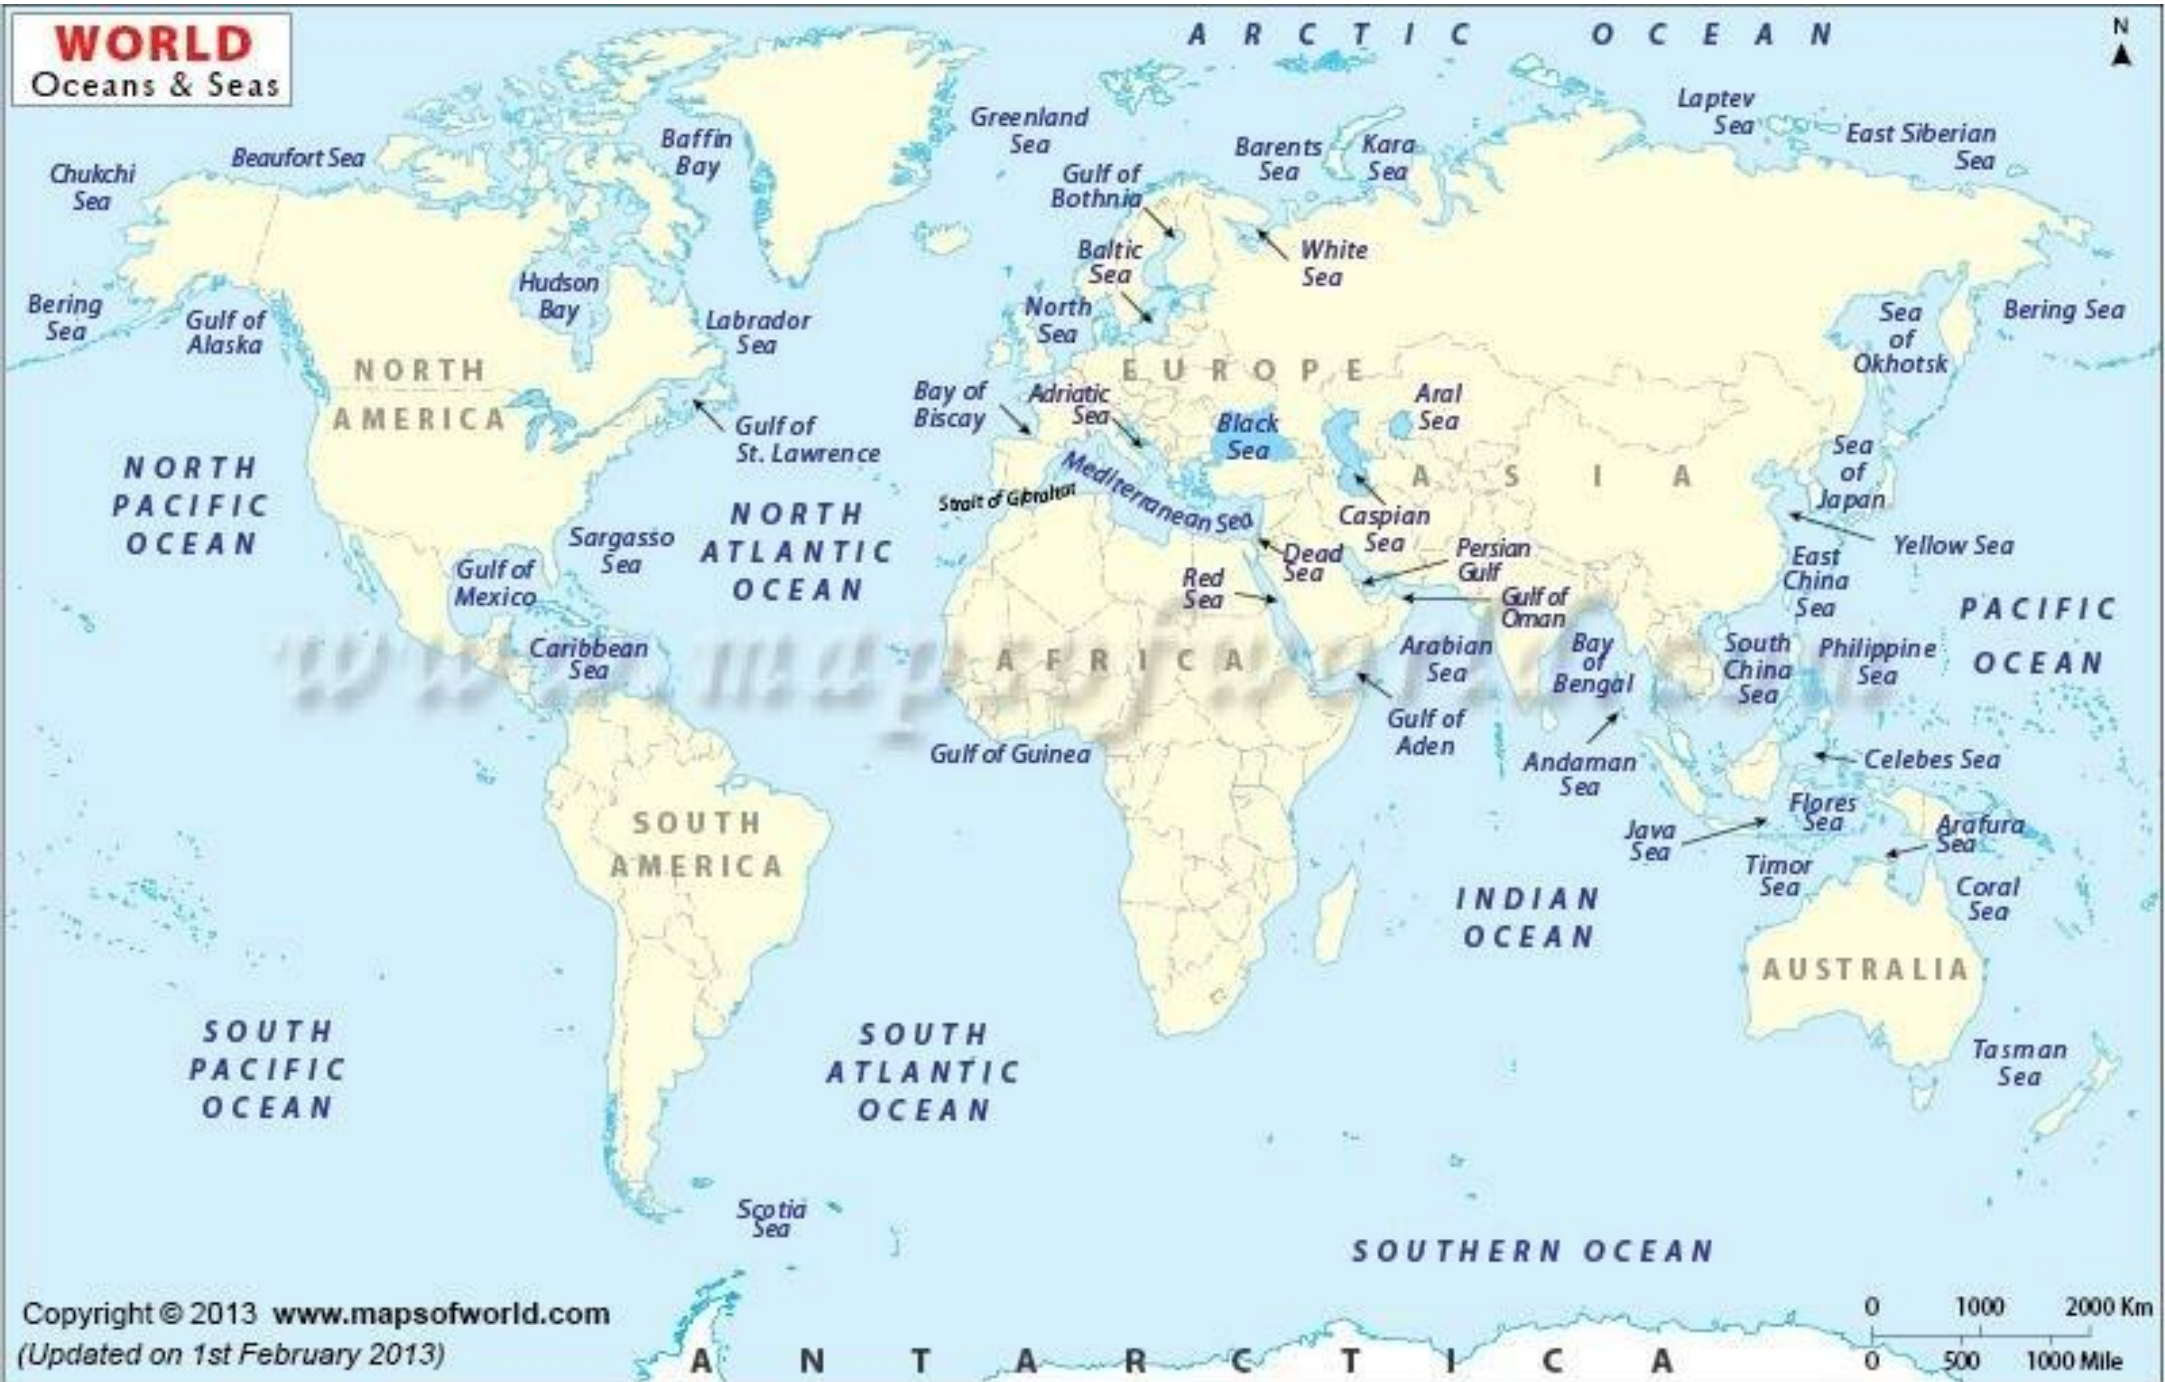 WORLD
Oceans & Seas
ARCTIC OCEAN
N
Chukchi
Sea
Beaufort Sea
Baffin
Bay
Greenland
Sea
Barents
Sea
Kara
Sea
Laptev
Sea
East Siberian
Sea
Gulf of
Bothnia
White
Sea
Baltic
Sea
North
Sea
Bering
Sea
Gulf of
Alaska
Hudson
Bay
Labrador
Sea
Sea
of
Okhotsk
Bering Sea
NORTH
AMERICA
EUROPE
Bay of
Biscay
Adriatic
Sea
Black
Sea
Aral
Sea
Gulf of
St. Lawrence
Mediterranean Sea
Strait of Gibraltar
ASIA
Sea
of
Japan
NORTH
PACIFIC
OCEAN
NORTH
ATLANTIC
OCEAN
Sargasso
Sea
Caspian
Sea
Dead
Sea
Persian
Gulf
Yellow Sea
East
China
Sea
Gulf of
Mexico
Red
Sea
Gulf of
Oman
PACIFIC
OCEAN
Caribbean
Sea
AFRICA
Arabian
Sea
Bay
of
Bengal
South
China
Sea
Philippine
Sea
Gulf of
Aden
Gulf of Guinea
Andaman
Sea
Celebes Sea
SOUTH
AMERICA
Flores
Sea
Java
Sea
Arafura
Sea
Timor
Sea
Coral
Sea
INDIAN
OCEAN
AUSTRALIA
SOUTH
PACIFIC
OCEAN
SOUTH
ATLANTIC
OCEAN
Tasman
Sea
Scotia
Sea
SOUTHERN OCEAN
Copyright © 2013 www.mapsofworld.com
(Updated on 1st February 2013)
ANTARCTICA
0 1000 2000 Km
0 500 1000 Mile